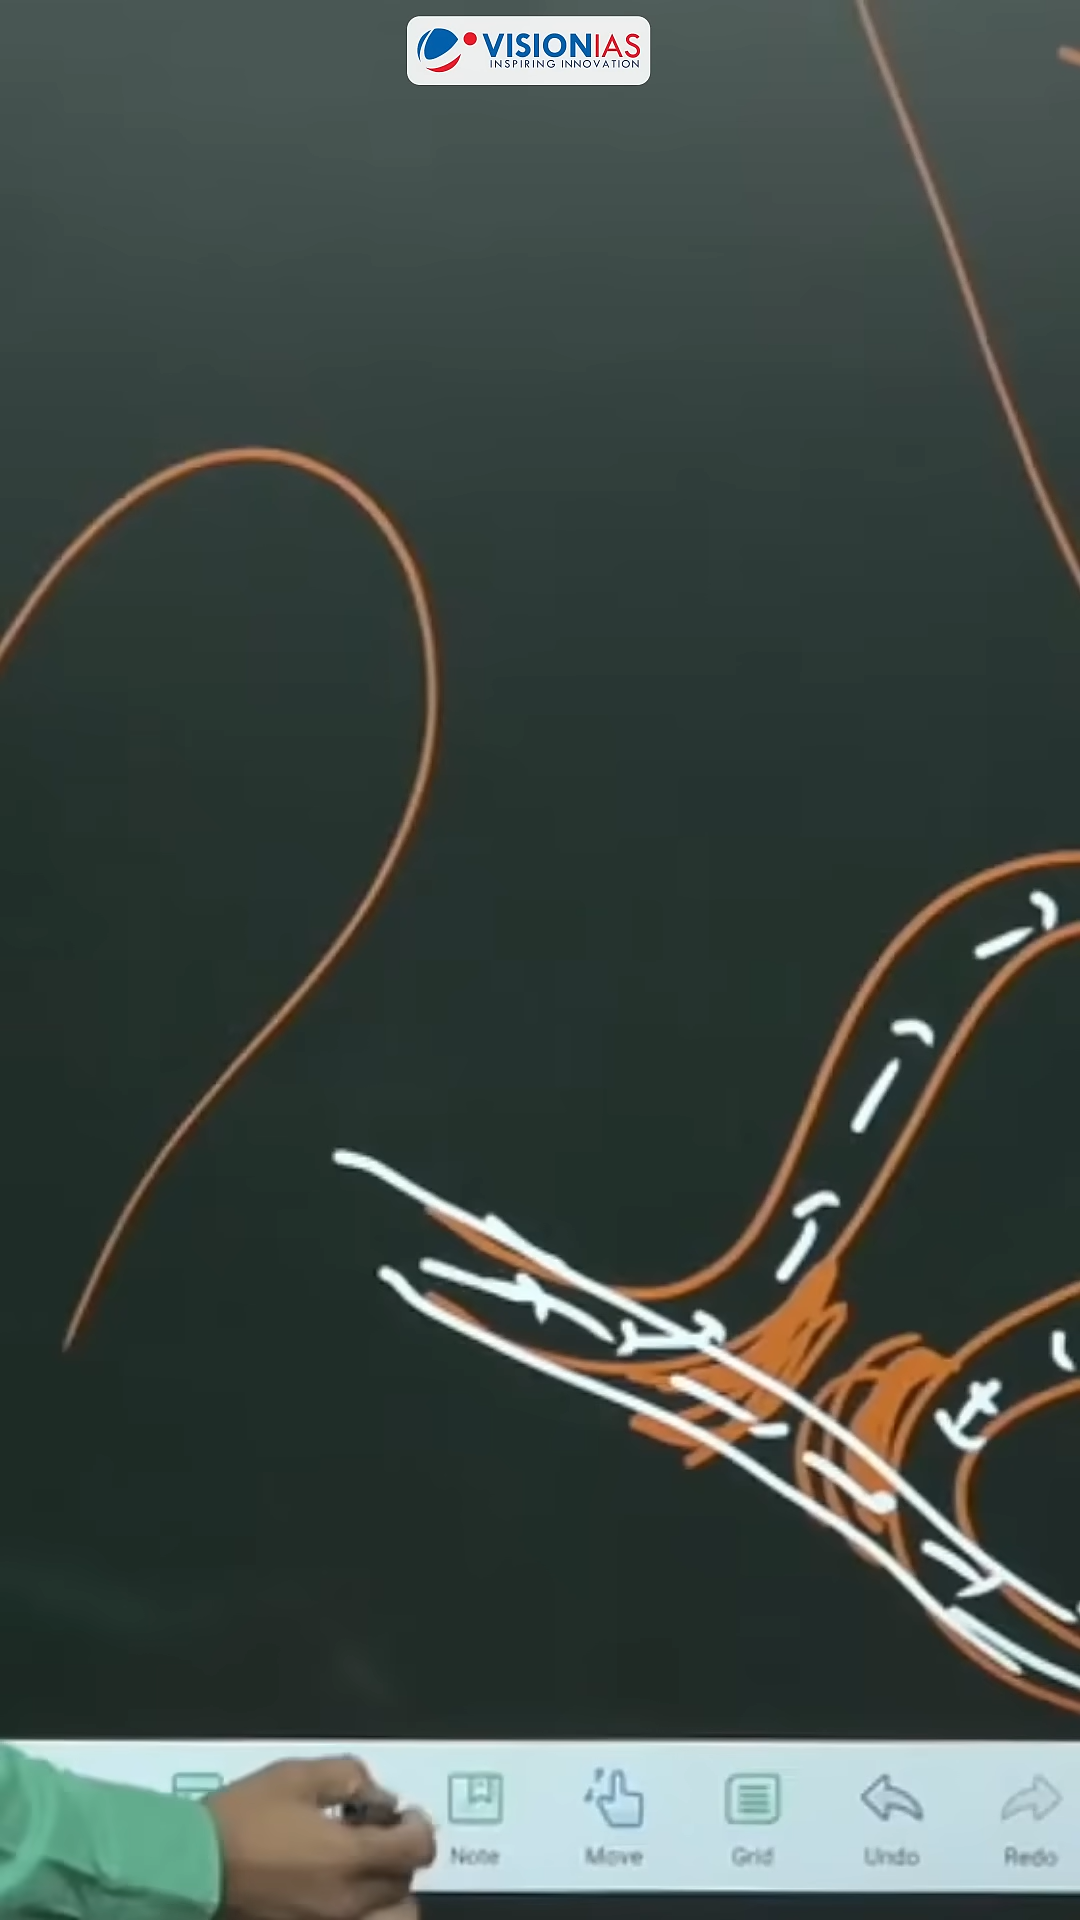 VISIONIAS
INSPIRING INNOVATION
Note
Move
Grid
Undo
Redo